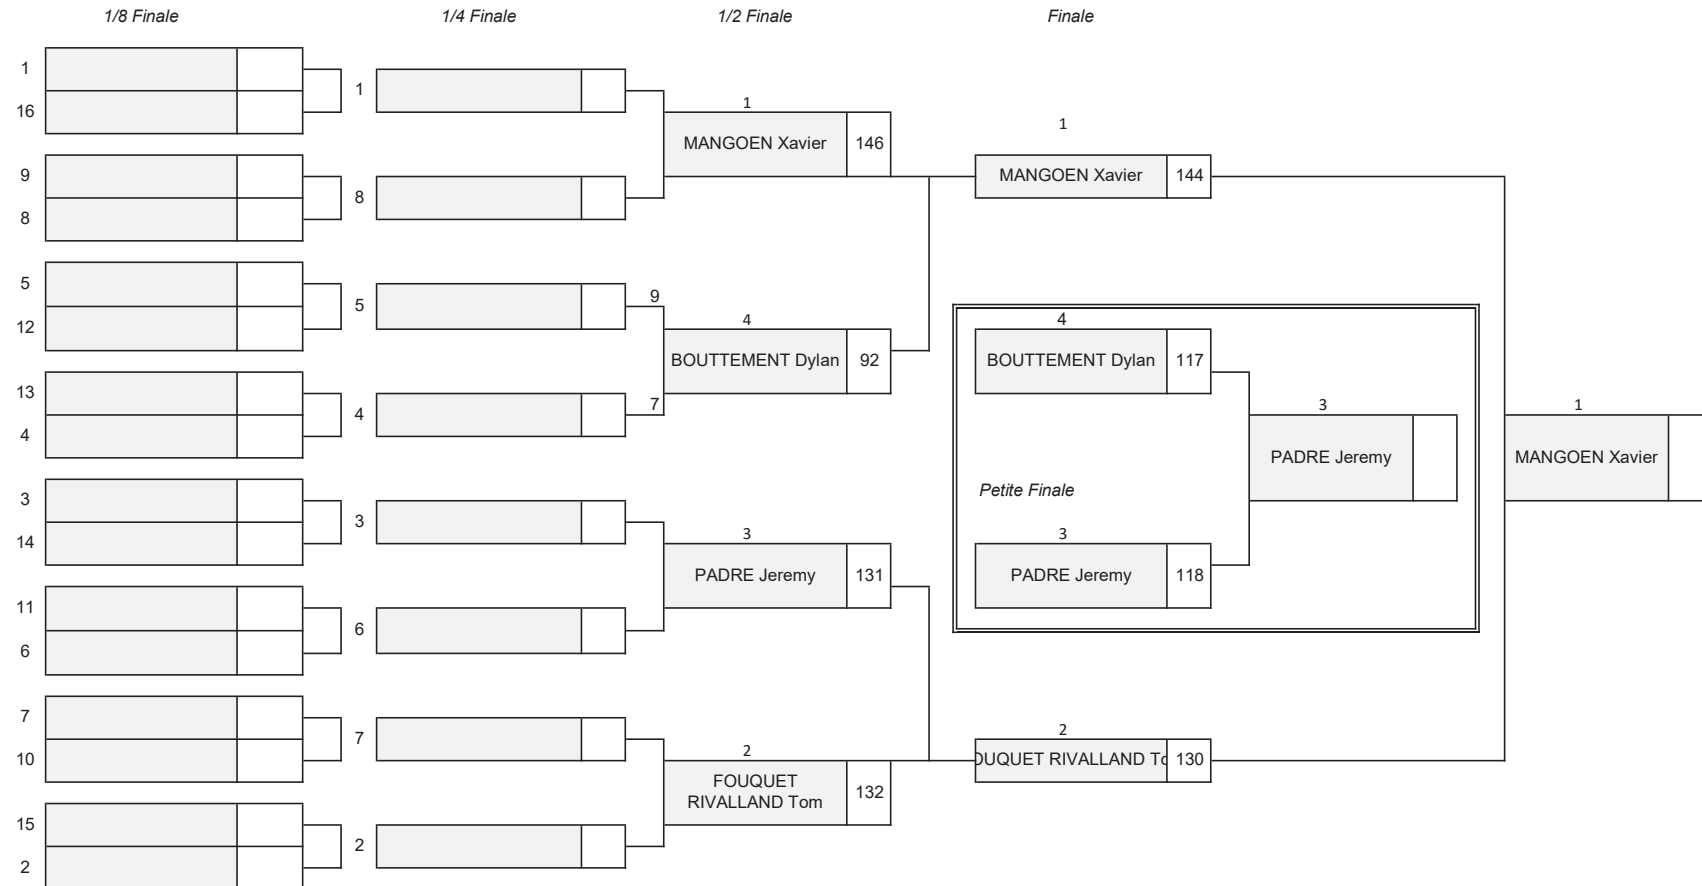 1/8 Finale
1/4 Finale
1/2 Finale
Finale
1
16
9
8
5
12
13
4
3
14
11
6
7
10
15
2
1
8
5
4
3
6
7
2
9
7
1
MANGOEN Xavier 146
4
BOUTTEMENT Dylan 92
3
PADRE Jeremy 131
2
FOUQUET
RIVALLAND Tom
132
1
MANGOEN Xavier 144
4
BOUTTEMENT Dylan 117
Petite Finale
3
PADRE Jeremy 118
3
PADRE Jeremy
2
OUQUET RIVALLAND To 130
1
MANGOEN Xavier